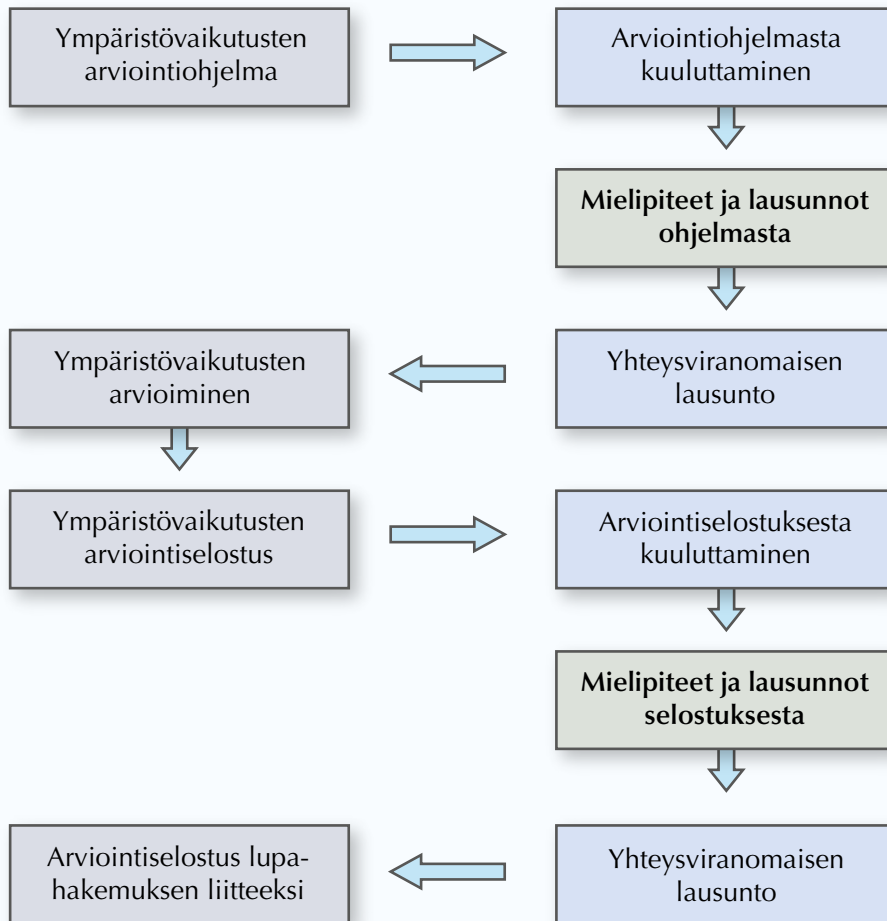 Ympäristövaikutusten
arviointiohjelma
Arviointiohjelmasta
kuuluttaminen
Mielipiteet ja lausunnot
ohjelmasta
Yhteysviranomaisen
lausunto
Ympäristövaikutusten
arvioiminen
Ympäristövaikutusten
arviointiselostus
Arviointiselostuksesta
kuuluttaminen
Mielipiteet ja lausunnot
selostuksesta
Yhteysviranomaisen
lausunto
Arviointiselostus lupa-
hakemuksen liitteeksi